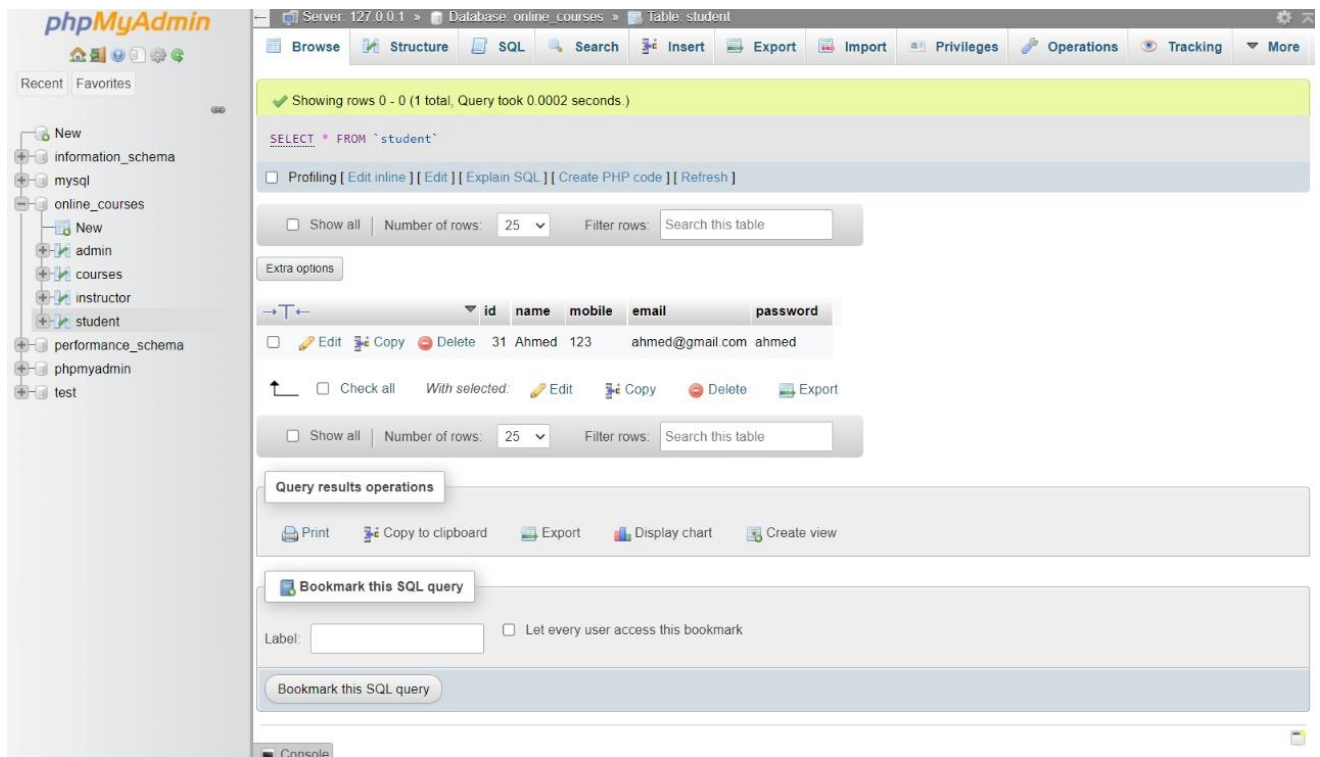 phpMyAdmin
Recent Favorites
New
information_schema
mysql
online_courses
New
admin
courses
instructor
student
performance_schema
phpmyadmin
test
Server: 127.0.0.1 » Database: online_courses » Table: student
Browse Structure SQL Search Insert Export Import Privileges Operations Tracking More
Showing rows 0 - 0 (1 total, Query took 0.0002 seconds.)
SELECT * FROM `student`
Profiling [ Edit inline ] [ Edit ] [ Explain SQL ] [ Create PHP code ] [ Refresh ]
Show all Number of rows: 25 Filter rows: Search this table
Extra options
id name mobile email password
Edit Copy Delete 31 Ahmed 123 ahmed@gmail.com ahmed
Check all With selected: Edit Copy Delete Export
Show all Number of rows: 25 Filter rows: Search this table
Query results operations
Print Copy to clipboard Export Display chart Create view
Bookmark this SQL query
Label: Let every user access this bookmark
Bookmark this SQL query
Console